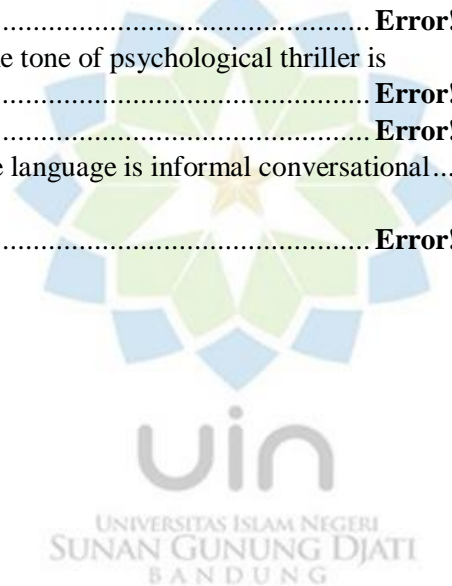 .................................................. Error!
e tone of psychological thriller is
.................................................. Error!
.................................................. Error!
e language is informal conversational...
.................................................. Error!
uin
UNIVERSITAS ISLAM NEGERI
SUNAN GUNUNG DJATI
BANDUNG